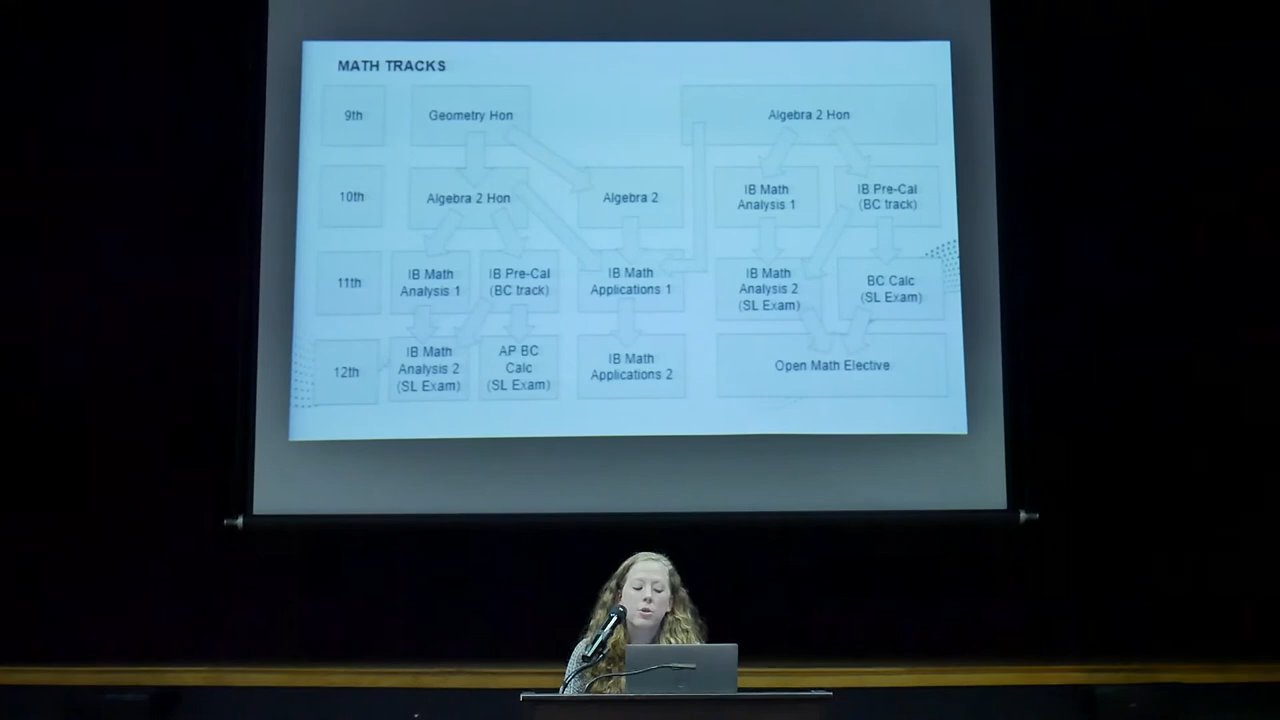 MATH TRACKS
9th
Geometry Hon
Algebra 2 Hon
10th
Algebra 2 Hon
Algebra 2
IB Math
Analysis 1
IB Pre-Cal
(BC track)
11th
IB Math
Analysis 1
IB Pre-Cal
(BC track)
IB Math
Applications 1
IB Math
Analysis 2
(SL Exam)
BC Calc
(SL Exam)
12th
IB Math
Analysis 2
(SL Exam)
AP BC
Calc
(SL Exam)
IB Math
Applications 2
Open Math Elective